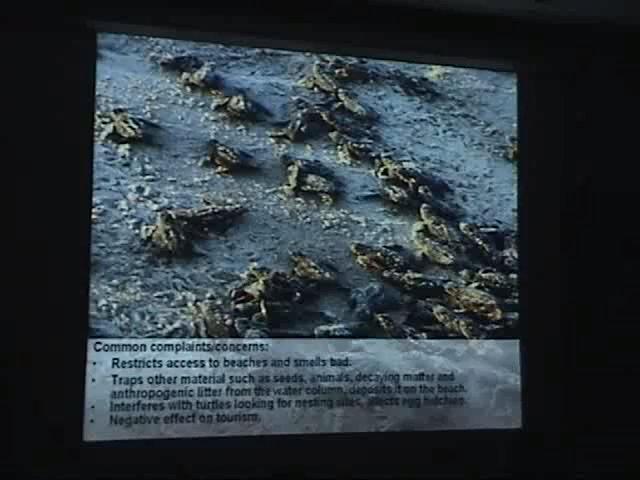 Common complaints/concerns:
• Restricts access to beaches and smells bad.
• Traps other material such as seeds, animals, decaying matter and
anthropogenic litter from the water column, deposits it on the beach.
• Interferes with turtles looking for nesting sites, affects egg hatching.
• Negative effect on tourism.